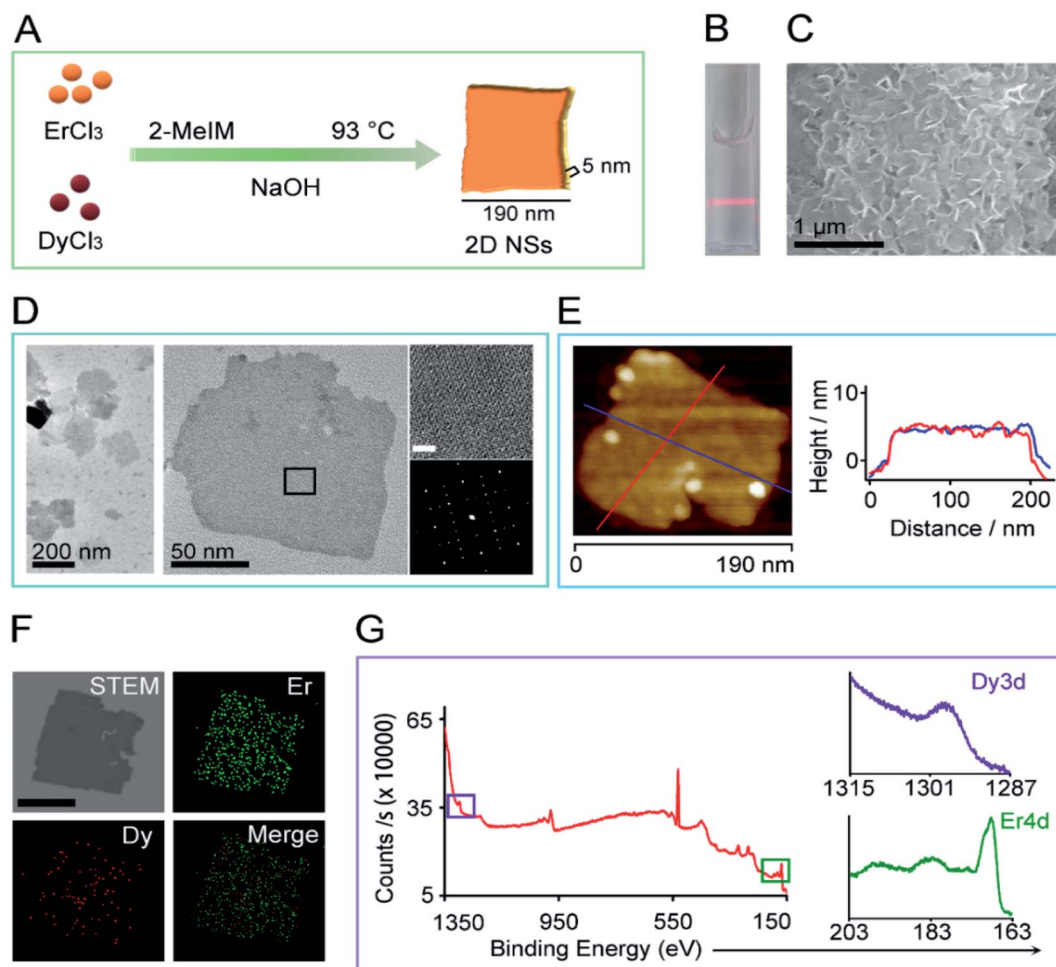 A
ErCl₃
DyCl₃
2-MeIM
93 °C
NaOH
5 nm
190 nm
2D NSs
B
C
1 µm
D
200 nm
50 nm
E
0
190 nm
Height / nm
10
0
0
100
200
Distance / nm
F
STEM
Er
Dy
Merge
G
Counts /s (x 10000)
65
35
5
1350
950
550
150
Binding Energy (eV)
Dy3d
1315
1301
1287
Er4d
203
183
163